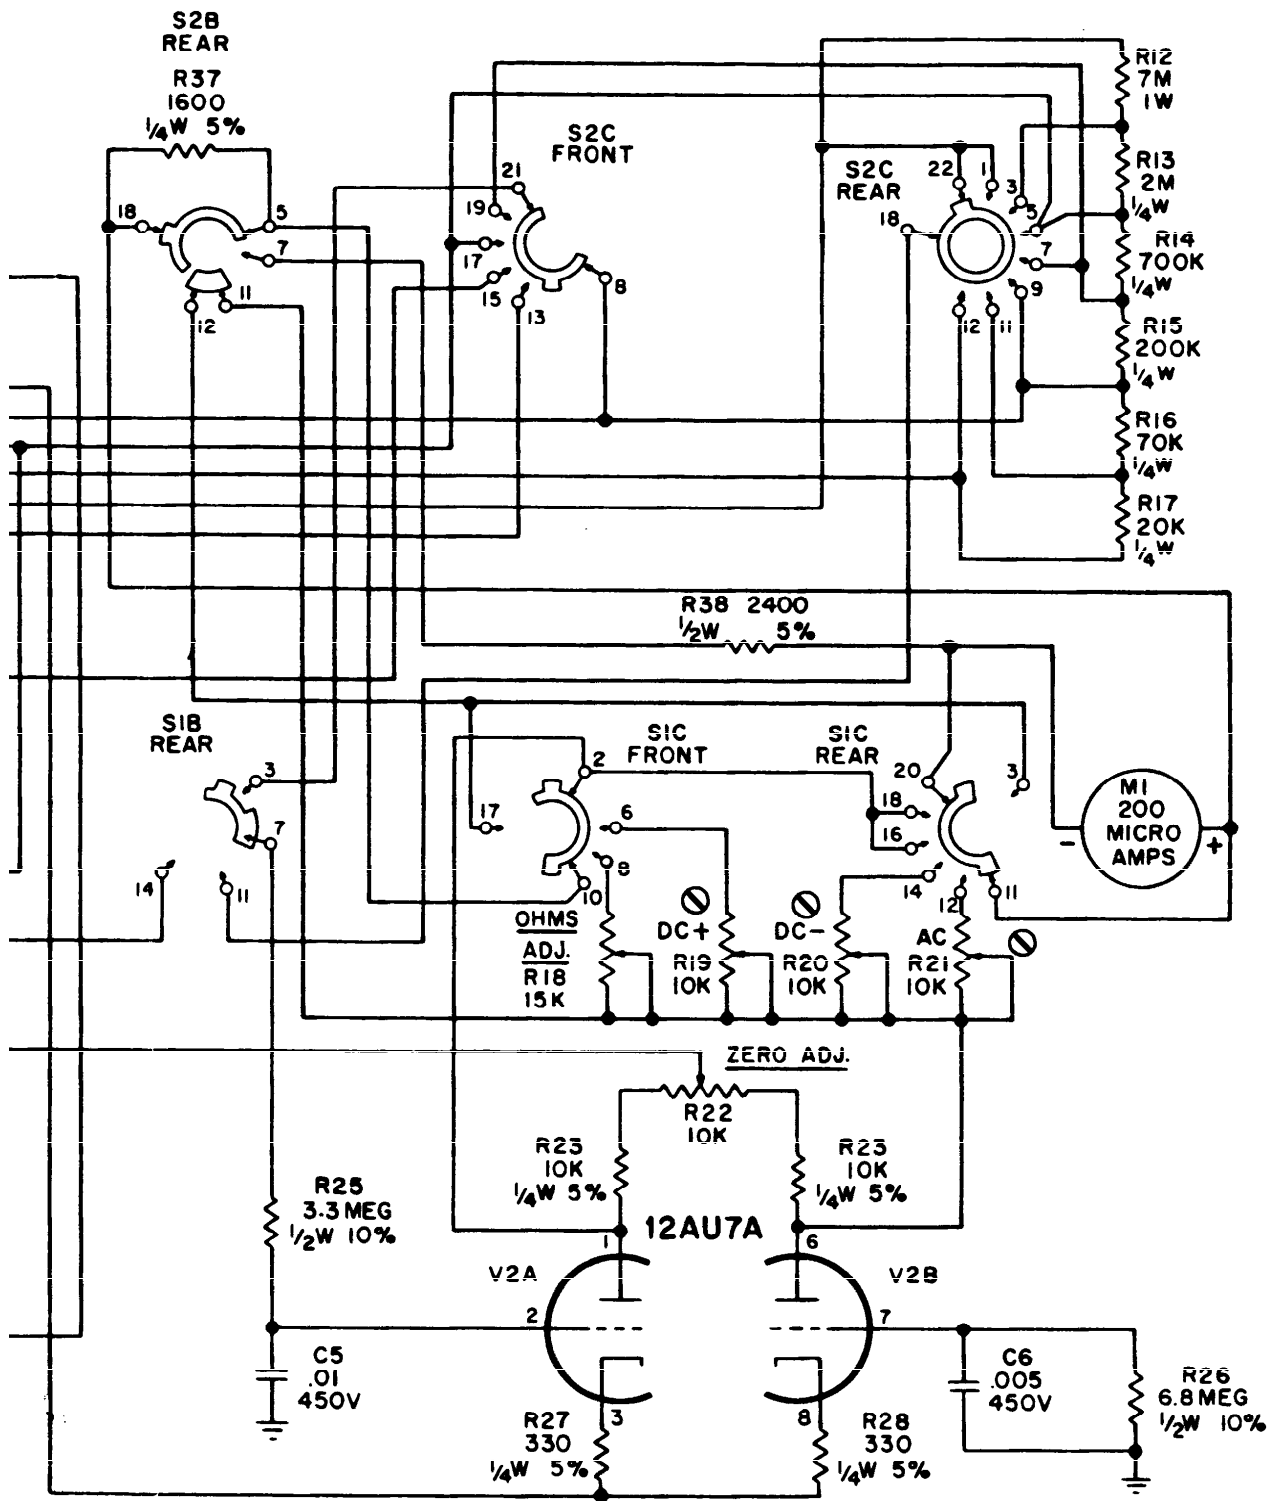 S2B
REAR
R37
1600
1/4W 5%
18
5
7
11
12
S2C
FRONT
21
19
17
15
13
8
S2C
REAR
22
1
3
5
18
7
9
12
11
R12
7M
1W
R13
2M
1/4W
R14
700K
1/4W
R15
200K
1/4W
R16
70K
1/4W
R17
20K
1/4W
R38 2400
1/2W 5%
S1B
REAR
3
7
14
11
S1C
FRONT
2
17
6
10
S1C
REAR
20
3
18
16
14
12
11
M1
200
MICRO
AMPS
-
+
OHMS
ADJ.
R18
15K
DC+
R19
10K
DC-
R20
10K
AC
R21
10K
ZERO ADJ.
R22
10K
R23
10K
1/4W 5%
R23
10K
1/4W 5%
R25
3.3 MEG
1/2W 10%
12AU7A
1
6
V2A
V2B
2
7
C5
.01
450V
C6
.005
450V
R26
6.8 MEG
1/2W 10%
3
8
R27
330
1/4W 5%
R28
330
1/4W 5%